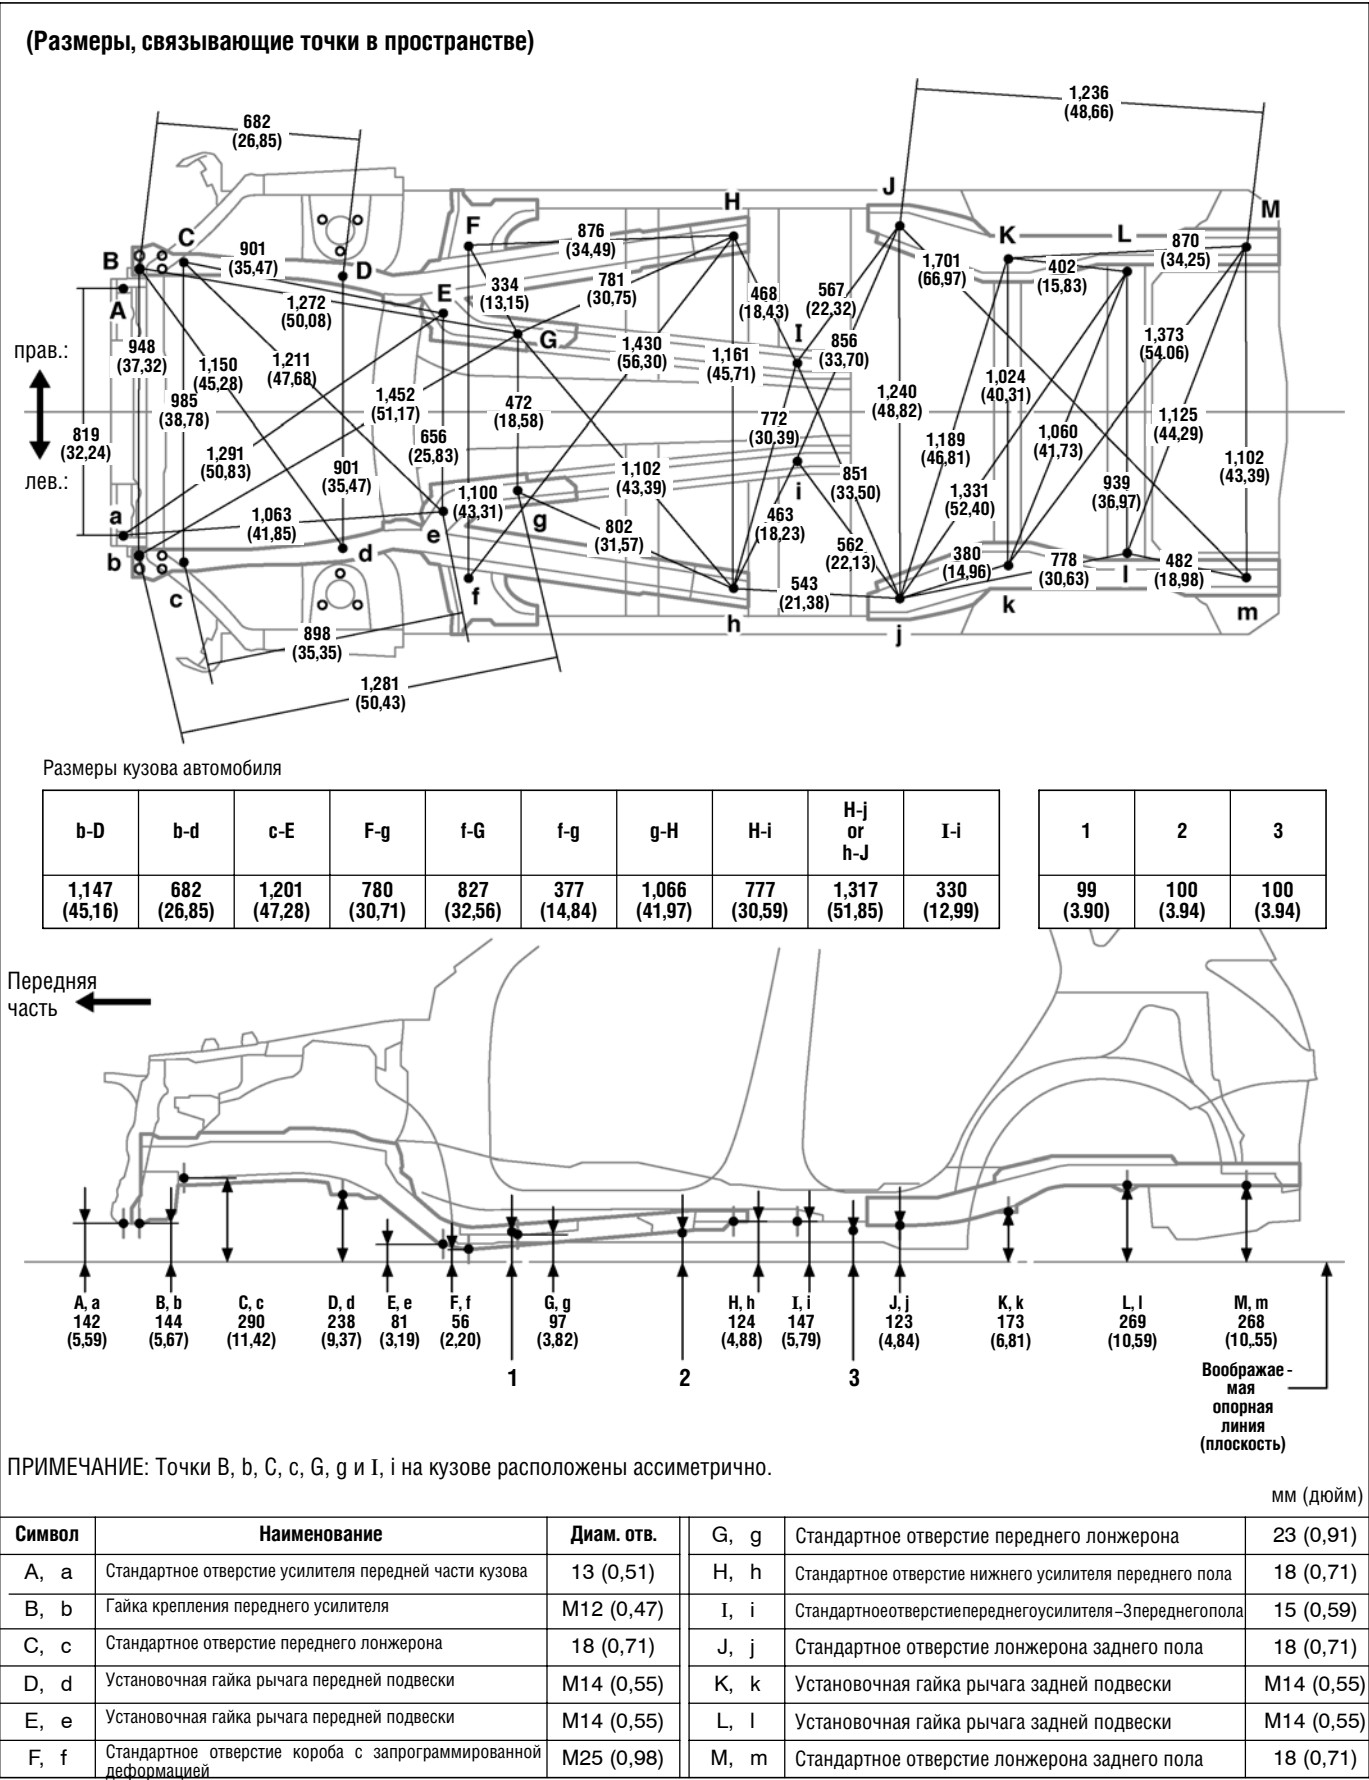 (Размеры, связывающие точки в пространстве)
1,236
(48,66)
682
(26,85)
J
H
M
F
C
K
L
B
901
(35,47)
876
(34,49)
870
(34,25)
D
1,701
(66,97)
402
(15,83)
334
(13,15)
781
(30,75)
567
(22,32)
468
(18,43)
A
1,272
(50,08)
E
G
I
прав.:
948
(37,32)
1,150
(45,28)
1,211
(47,68)
1,430
(56,30)
1,161
(45,71)
856
(33,70)
1,373
(54.06)
985
(38,78)
1,452
(51,17)
472
(18,58)
1,240
(48,82)
1,024
(40,31)
819
(32,24)
656
(25,83)
772
(30,39)
1,189
(46,81)
1,060
(41,73)
1,125
(44,29)
лев.:
1,291
(50,83)
901
(35,47)
1,102
(43,39)
851
(33,50)
939
(36,97)
1,102
(43,39)
a
1,063
(41,85)
1,100
(43,31)
g
i
463
(18,23)
1,331
(52,40)
e
802
(31,57)
562
(22,13)
b
d
380
(14,96)
778
(30,63)
l
482
(18,98)
c
f
543
(21,38)
h
j
k
m
898
(35,35)
1,281
(50,43)
Размеры кузова автомобиля
b-D b-d c-E F-g f-G f-g g-H H-i H-j or h-J I-i
1,147 682 1,201 780 827 377 1,066 777 1,317 330
(45,16) (26,85) (47,28) (30,71) (32,56) (14,84) (41,97) (30,59) (51,85) (12,99)
1 2 3
99 100 100
(3.90) (3.94) (3.94)
Передняя
часть
A, a B, b C, c D, d E, e F, f G, g H, h I, i J, j K, k L, l M, m
142 144 290 238 81 56 97 124 147 123 173 269 268
(5,59) (5,67) (11,42) (9,37) (3,19) (2,20) (3,82) (4,88) (5,79) (4,84) (6,81) (10,59) (10,.55)
1 2 3
Воображае-
мая
опорная
линия
(плоскость)
ПРИМЕЧАНИЕ: Точки B, b, C, c, G, g и I, i на кузове расположены ассиметрично.
мм (дюйм)
Символ Наименование Диам. отв.
A, a Стандартное отверстие усилителя передней части кузова 13 (0,51)
B, b Гайка крепления переднего усилителя M12 (0,47)
C, c Стандартное отверстие переднего лонжерона 18 (0,71)
D, d Установочная гайка рычага передней подвески M14 (0,55)
E, e Установочная гайка рычага передней подвески M14 (0,55)
F, f Стандартное отверстие короба с запрограммированной M25 (0,98)
деформацией
G, g Стандартное отверстие переднего лонжерона 23 (0,91)
H, h Стандартное отверстие нижнего усилителя переднего пола 18 (0,71)
I, i Стандартное отверстие переднего усилителя-3 переднего пола 15 (0,59)
J, j Стандартное отверстие лонжерона заднего пола 18 (0,71)
K, k Установочная гайка рычага задней подвески M14 (0,55)
L, l Установочная гайка рычага задней подвески M14 (0,55)
M, m Стандартное отверстие лонжерона заднего пола 18 (0,71)